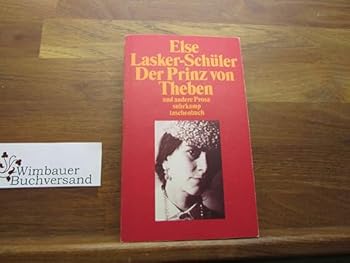 Else
Lasker-Schüler
Der Prinz von
Theben
und andere Prosa
suhrkamp
taschenbuch
Wimbauer
Buchversand